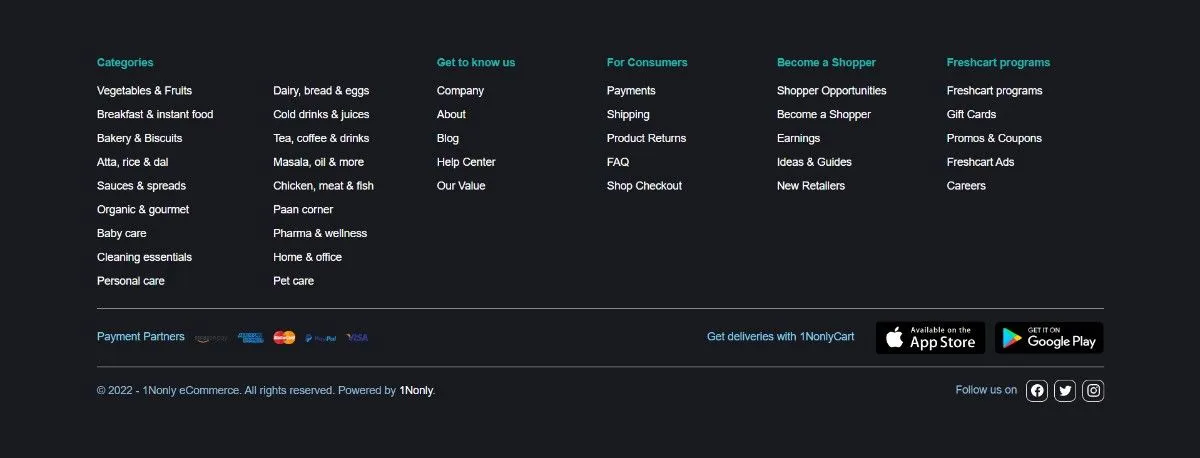 Categories
Vegetables & Fruits
Breakfast & instant food
Bakery & Biscuits
Atta, rice & dal
Sauces & spreads
Organic & gourmet
Baby care
Cleaning essentials
Personal care
Dairy, bread & eggs
Cold drinks & juices
Tea, coffee & drinks
Masala, oil & more
Chicken, meat & fish
Paan corner
Pharma & wellness
Home & office
Pet care
Get to know us
Company
About
Blog
Help Center
Our Value
For Consumers
Payments
Shipping
Product Returns
FAQ
Shop Checkout
Become a Shopper
Shopper Opportunities
Become a Shopper
Earnings
Ideas & Guides
New Retailers
Freshcart programs
Freshcart programs
Gift Cards
Promos & Coupons
Freshcart Ads
Careers
Payment Partners
PayPal
VISA
Get deliveries with 1NonlyCart
Available on the
App Store
GET IT ON
Google Play
© 2022 - 1Nonly eCommerce. All rights reserved. Powered by 1Nonly.
Follow us on